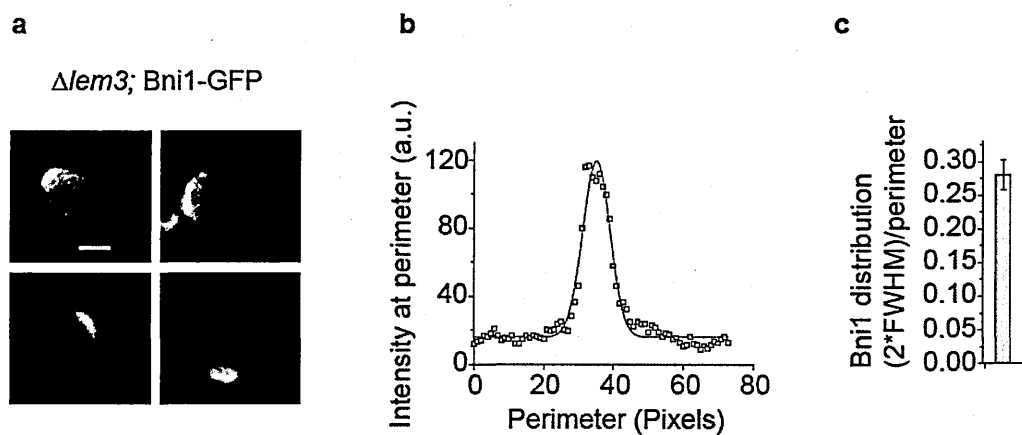 a
Δlem3; Bni1-GFP
b
Intensity at perimeter (a.u.)
120
80
40
0
0 20 40 60 80
Perimeter (Pixels)
c
Bni1 distribution
(2*FWHM)/perimeter
0.30
0.25
0.20
0.15
0.10
0.05
0.00